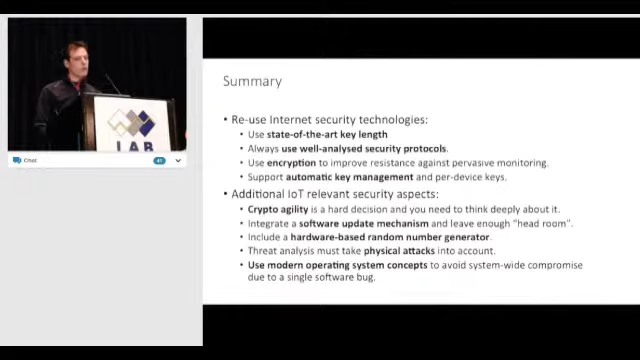 LAB
Chat
41
Summary
• Re-use Internet security technologies:
• Use state-of-the-art key length
• Always use well-analysed security protocols.
• Use encryption to improve resistance against pervasive monitoring.
• Support automatic key management and per-device keys.
• Additional IoT relevant security aspects:
• Crypto agility is a hard decision and you need to think deeply about it.
• Integrate a software update mechanism and leave enough “head room”.
• Include a hardware-based random number generator.
• Threat analysis must take physical attacks into account.
• Use modern operating system concepts to avoid system-wide compromise
due to a single software bug.